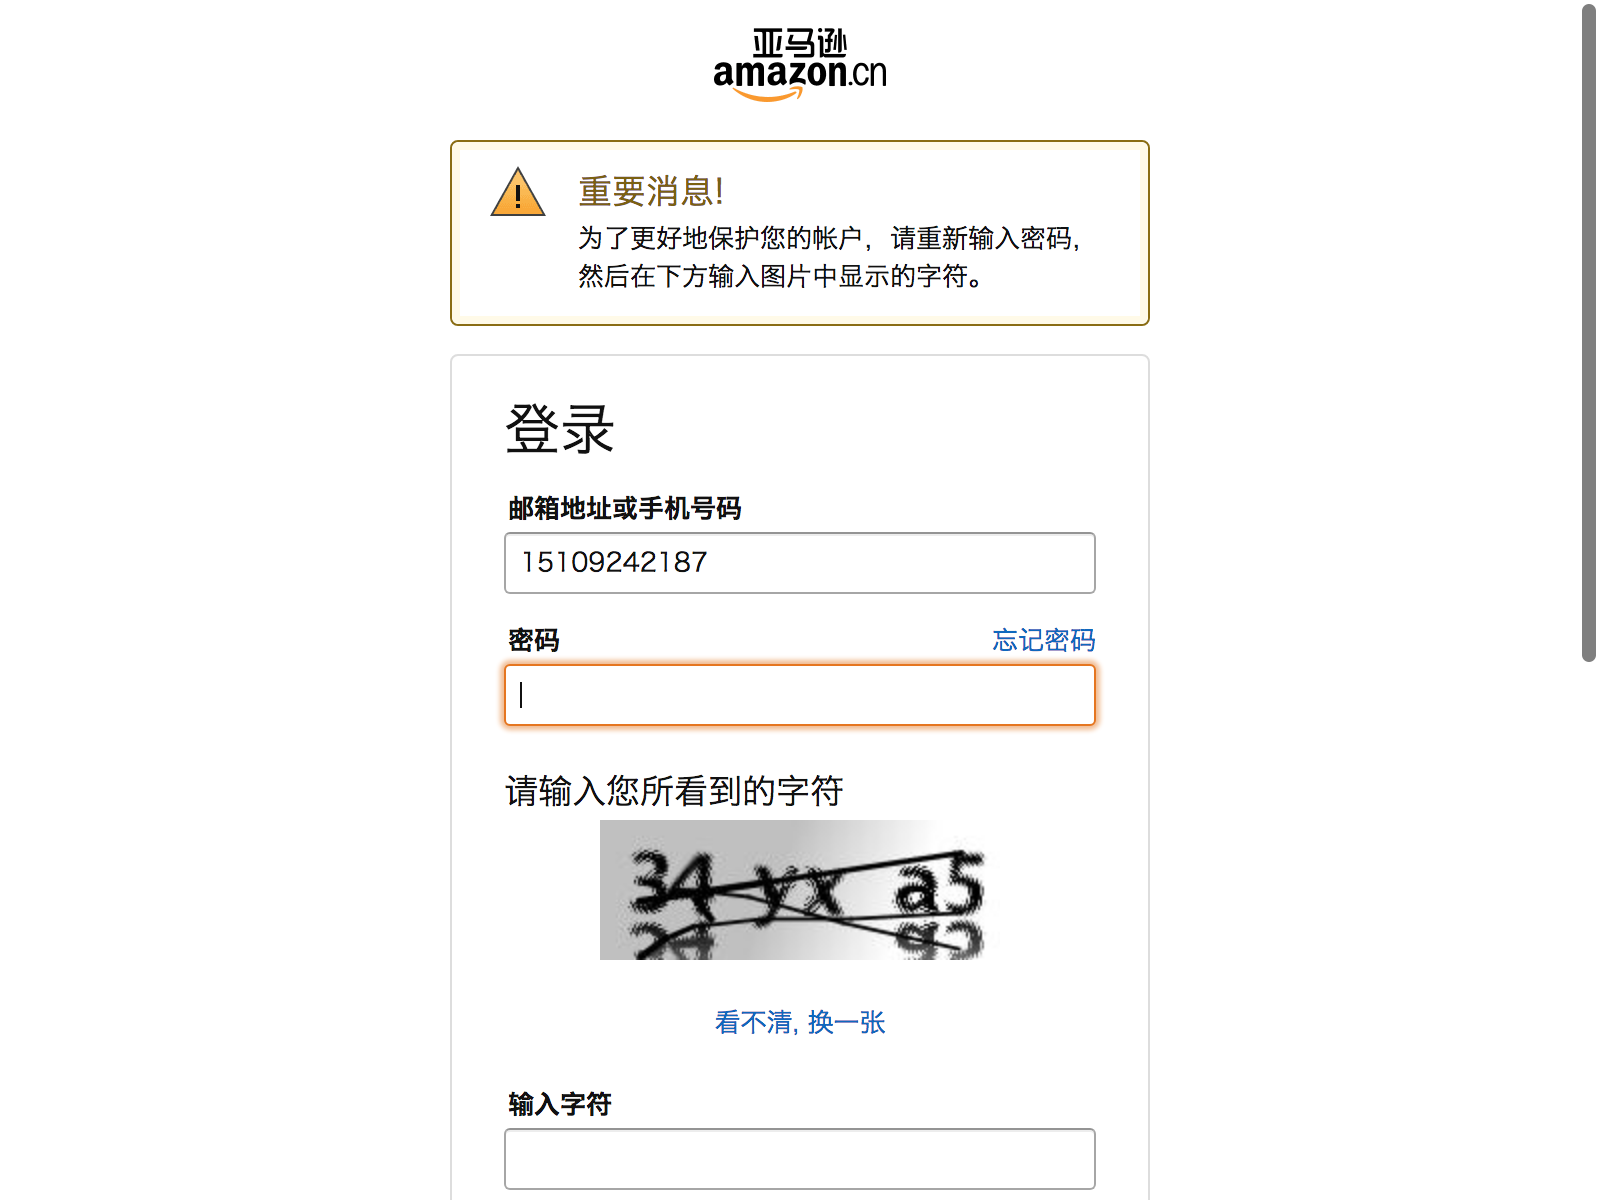 亚马逊
amazon.cn
重要消息!
为了更好地保护您的帐户，请重新输入密码，
然后在下方输入图片中显示的字符。
登录
邮箱地址或手机号码
15109242187
密码
忘记密码
请输入您所看到的字符
看不清, 换一张
输入字符